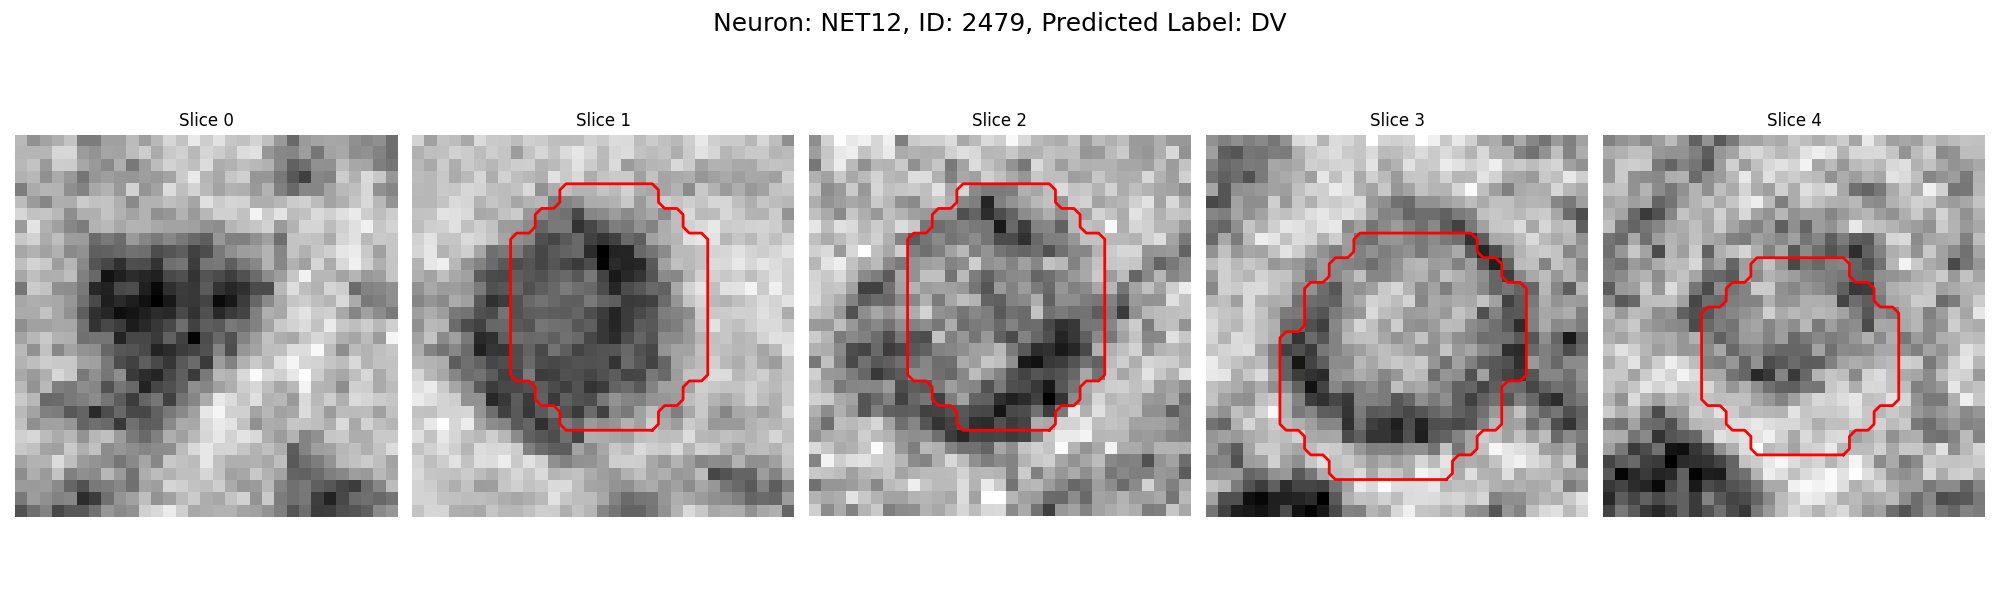 Neuron: NET12, ID: 2479, Predicted Label: DV
Slice 0
Slice 1
Slice 2
Slice 3
Slice 4